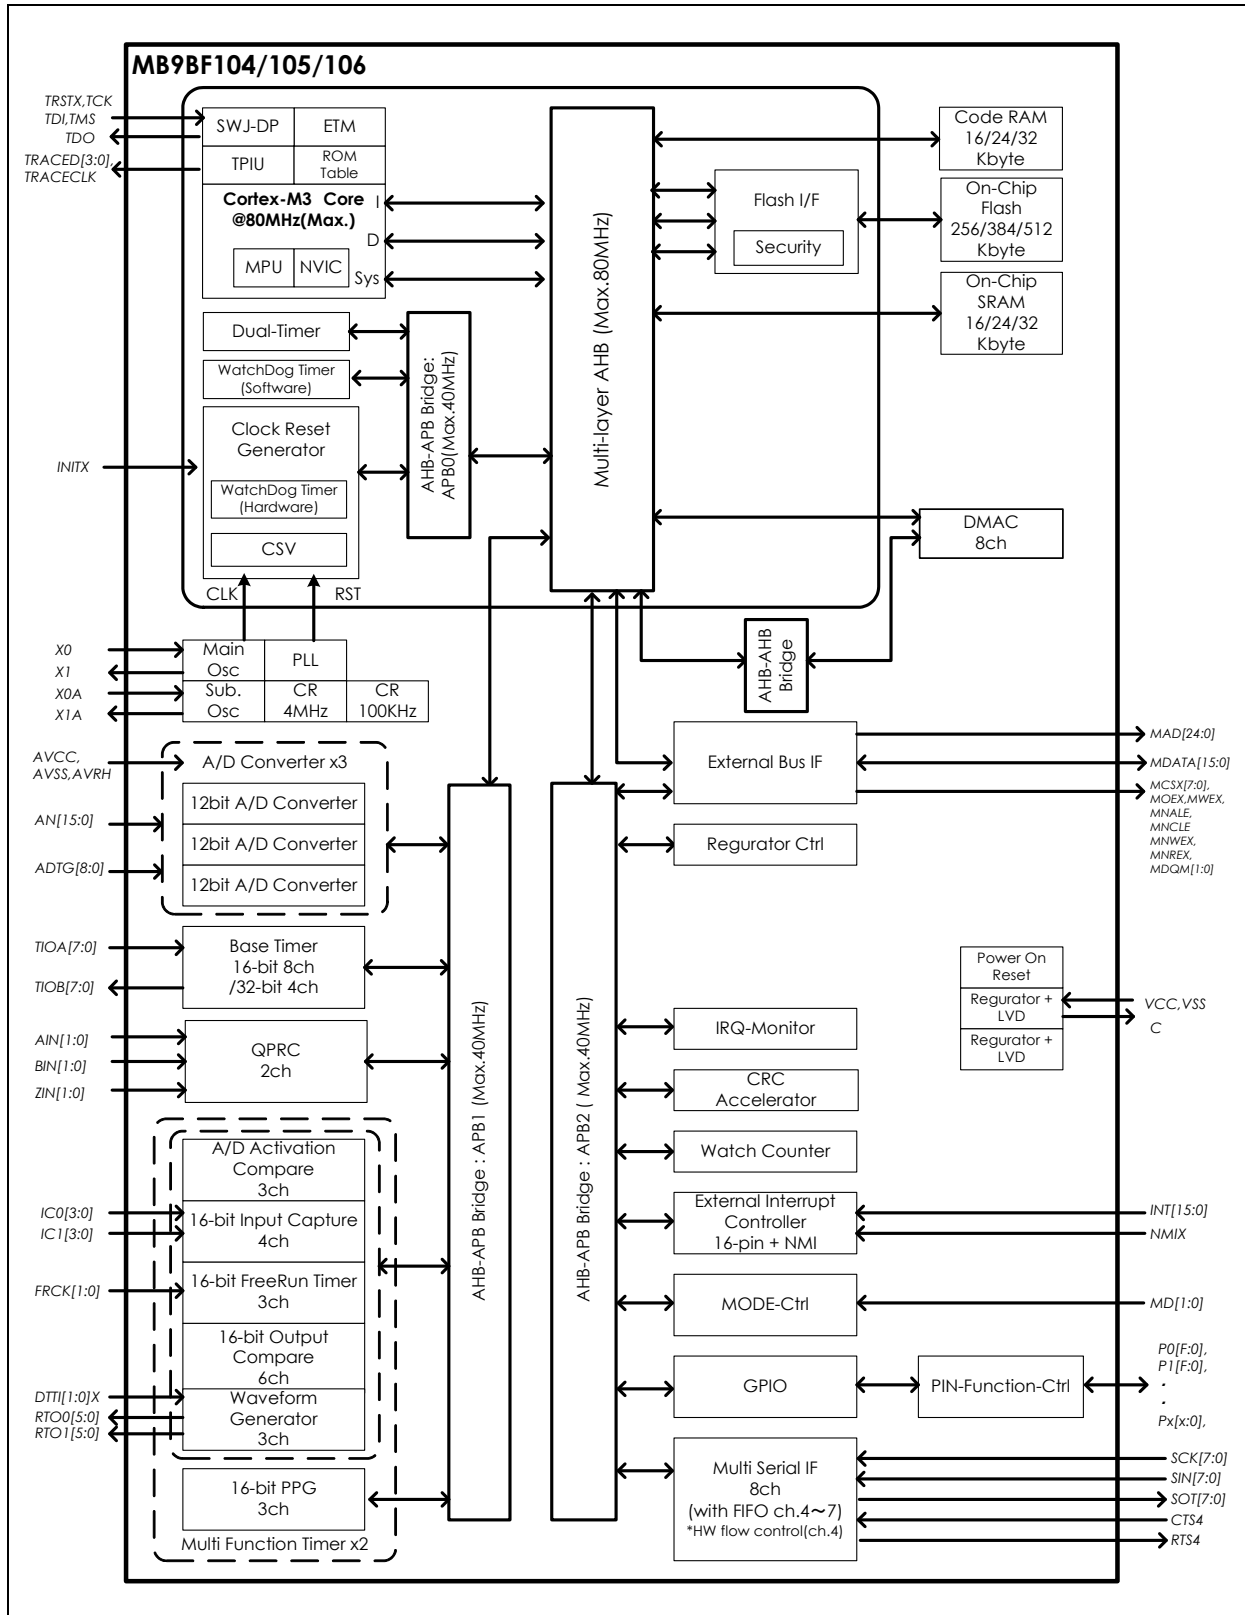 MB9BF104/105/106
TRSTX,TCK
TDI,TMS
TDO
TRACED[3:0],
TRACECLK
SWJ-DP
ETM
TPIU
ROM
Table
Cortex-M3 Core
@80MHz(Max.)
I
D
Sys
MPU
NVIC
Dual-Timer
WatchDog Timer
(Software)
Clock Reset
Generator
WatchDog Timer
(Hardware)
CSV
CLK
RST
INITX
AHB-APB Bridge:
APB0(Max.40MHz)
Multi-layer AHB (Max.80MHz)
Flash I/F
Security
Code RAM
16/24/32
Kbyte
On-Chip
Flash
256/384/512
Kbyte
On-Chip
SRAM
16/24/32
Kbyte
DMAC
8ch
AHB-AHB
Bridge
X0
X1
X0A
X1A
Main
Osc
PLL
Sub.
Osc
CR
4MHz
CR
100KHz
AVCC,
AVSS,AVRH
AN[15:0]
ADTG[8:0]
A/D Converter x3
12bit A/D Converter
12bit A/D Converter
12bit A/D Converter
TIOA[7:0]
TIOB[7:0]
Base Timer
16-bit 8ch
/32-bit 4ch
AIN[1:0]
BIN[1:0]
ZIN[1:0]
QPRC
2ch
A/D Activation
Compare
3ch
IC0[3:0]
IC1[3:0]
16-bit Input Capture
4ch
FRCK[1:0]
16-bit FreeRun Timer
3ch
16-bit Output
Compare
6ch
DTTI[1:0]X
RTO0[5:0]
RTO1[5:0]
Waveform
Generator
3ch
16-bit PPG
3ch
Multi Function Timer x2
AHB-APB Bridge : APB1 (Max.40MHz)
AHB-APB Bridge : APB2 ( Max.40MHz)
External Bus IF
MAD[24:0]
MDATA[15:0]
MCSX[7:0],
MOEX,MWEX,
MNALE,
MNCLE
MNWEX,
MNREX,
MDQM[1:0]
Regurator Ctrl
Power On
Reset
Regurator +
LVD
Regurator +
LVD
VCC,VSS
C
IRQ-Monitor
CRC
Accelerator
Watch Counter
External Interrupt
Controller
16-pin + NMI
INT[15:0]
NMIX
MODE-Ctrl
MD[1:0]
GPIO
PIN-Function-Ctrl
P0[F:0],
P1[F:0],
.
.
Px[x:0],
Multi Serial IF
8ch
(with FIFO ch.4～7)
*HW flow control(ch.4)
SCK[7:0]
SIN[7:0]
SOT[7:0]
CTS4
RTS4